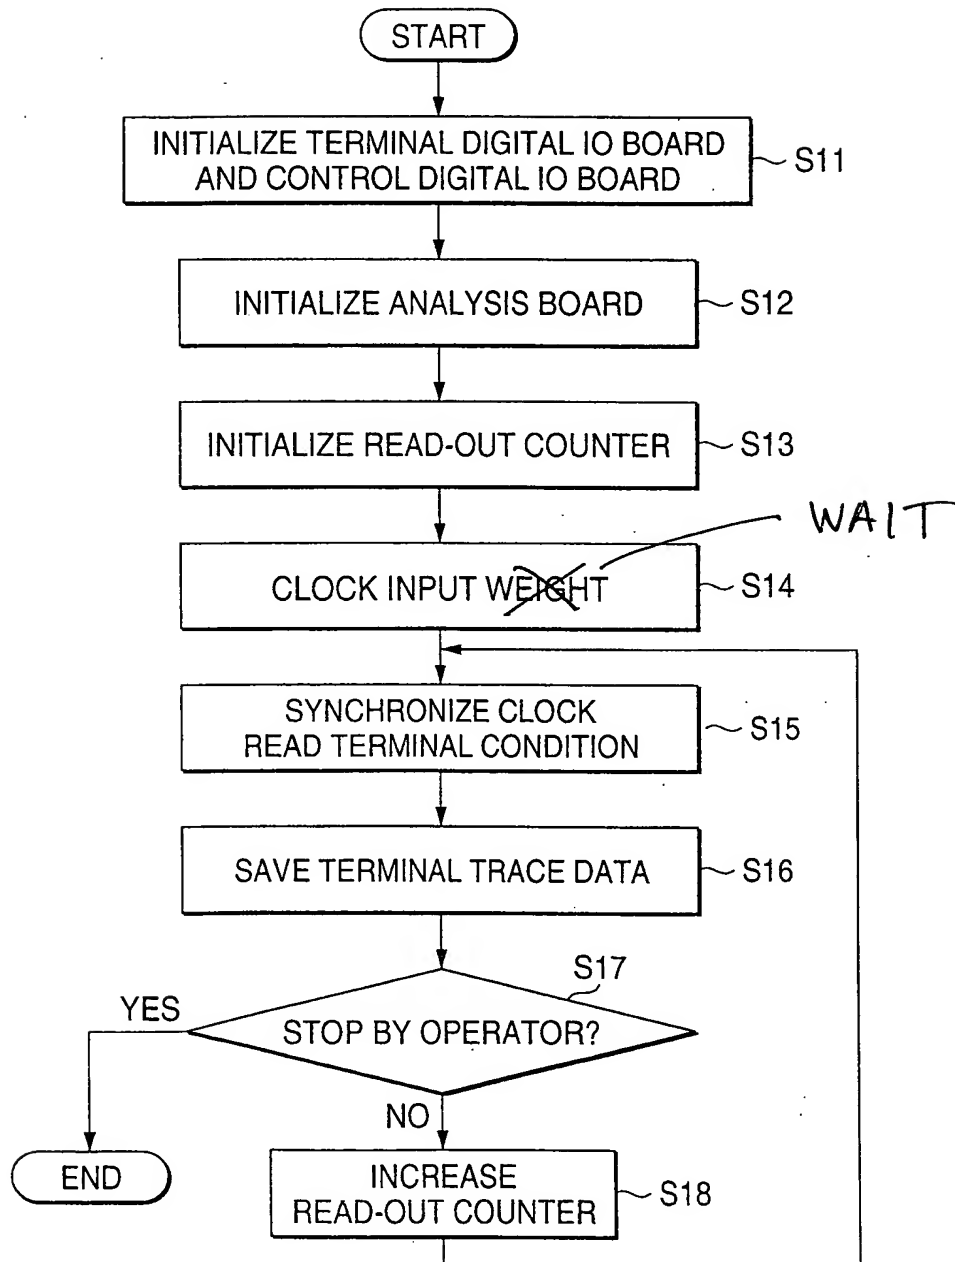 START
INITIALIZE TERMINAL DIGITAL IO BOARD
AND CONTROL DIGITAL IO BOARD
S11
INITIALIZE ANALYSIS BOARD
S12
INITIALIZE READ-OUT COUNTER
S13
WAIT
CLOCK INPUT WEIGHT
S14
SYNCHRONIZE CLOCK
READ TERMINAL CONDITION
S15
SAVE TERMINAL TRACE DATA
S16
S17
YES
STOP BY OPERATOR?
NO
END
INCREASE
READ-OUT COUNTER
S18